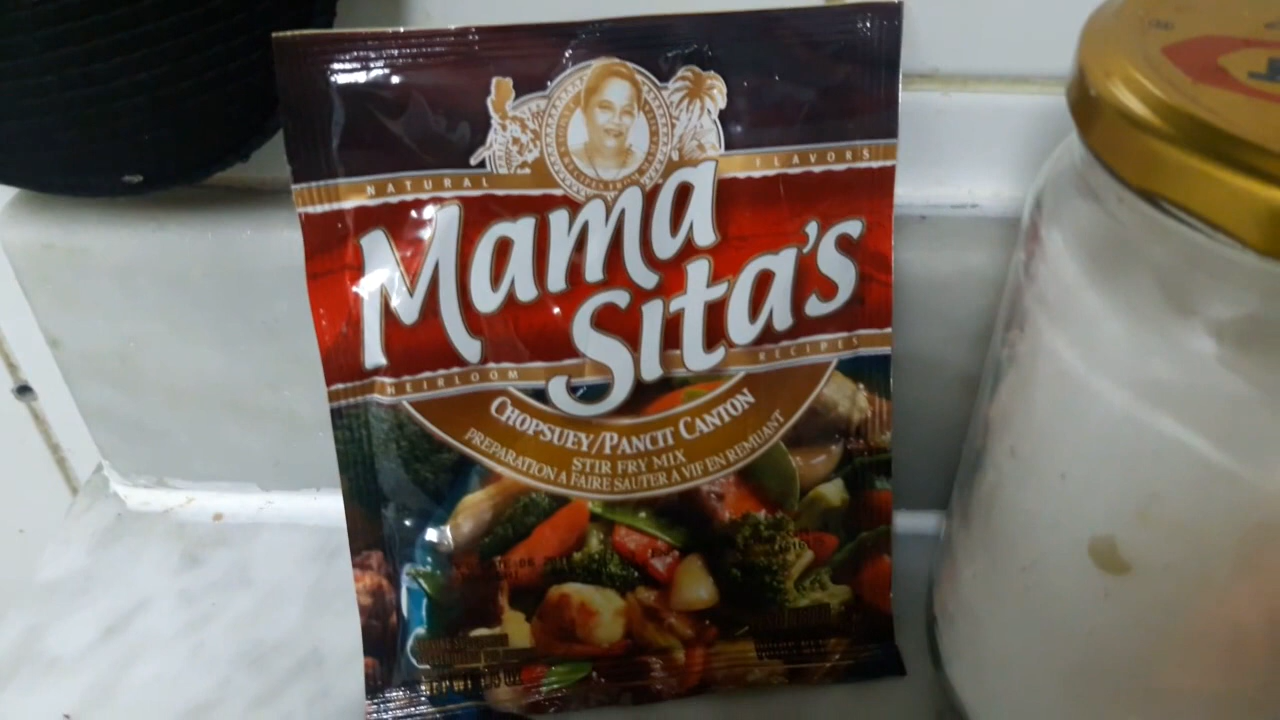 NATURAL FLAVORS
Mama
Sita's
HEIRLOOM RECIPES
CHOPSUEY/PANCIT CANTON
STIR FRY MIX
PREPARATION A FAIRE SAUTER A VIF EN REMUANT